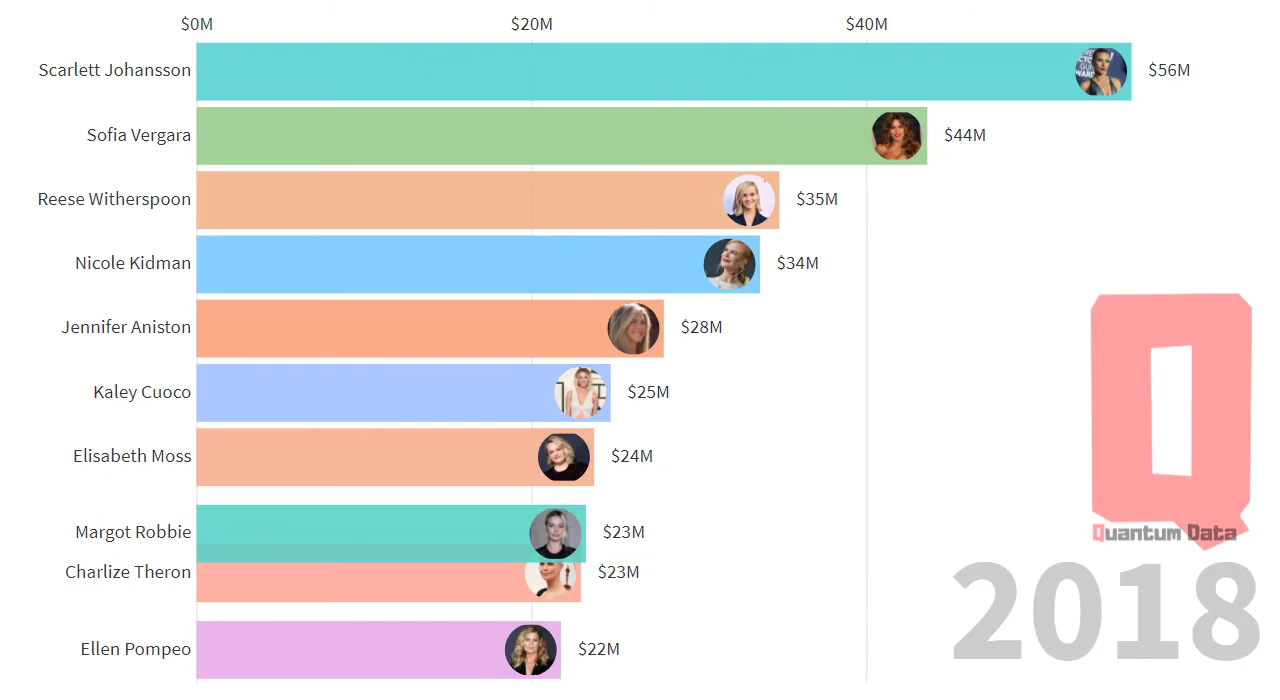 $0M $20M $40M
Scarlett Johansson $56M
Sofia Vergara $44M
Reese Witherspoon $35M
Nicole Kidman $34M
Jennifer Aniston $28M
Kaley Cuoco $25M
Elisabeth Moss $24M
Margot Robbie $23M
Charlize Theron $23M
Ellen Pompeo $22M
Q
Quantum Data
2018